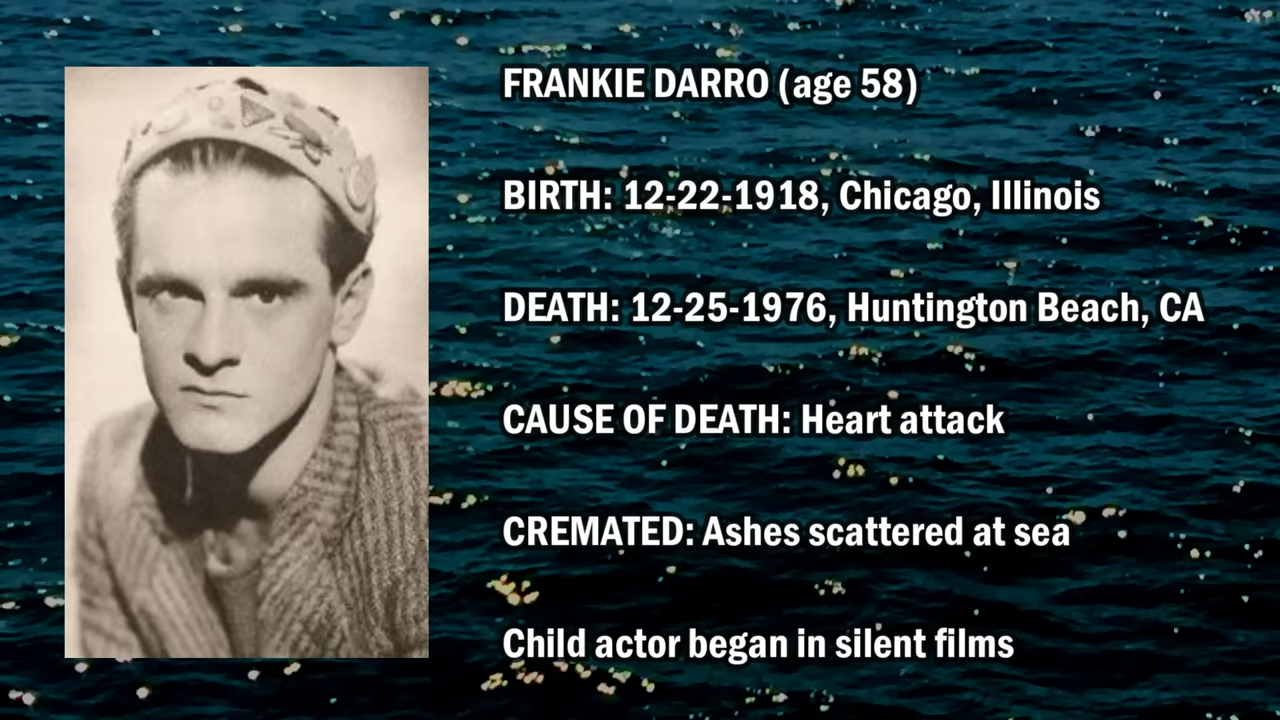 FRANKIE DARRO (age 58)
BIRTH: 12-22-1918, Chicago, Illinois
DEATH: 12-25-1976, Huntington Beach, CA
CAUSE OF DEATH: Heart attack
CREMATED: Ashes scattered at sea
Child actor began in silent films